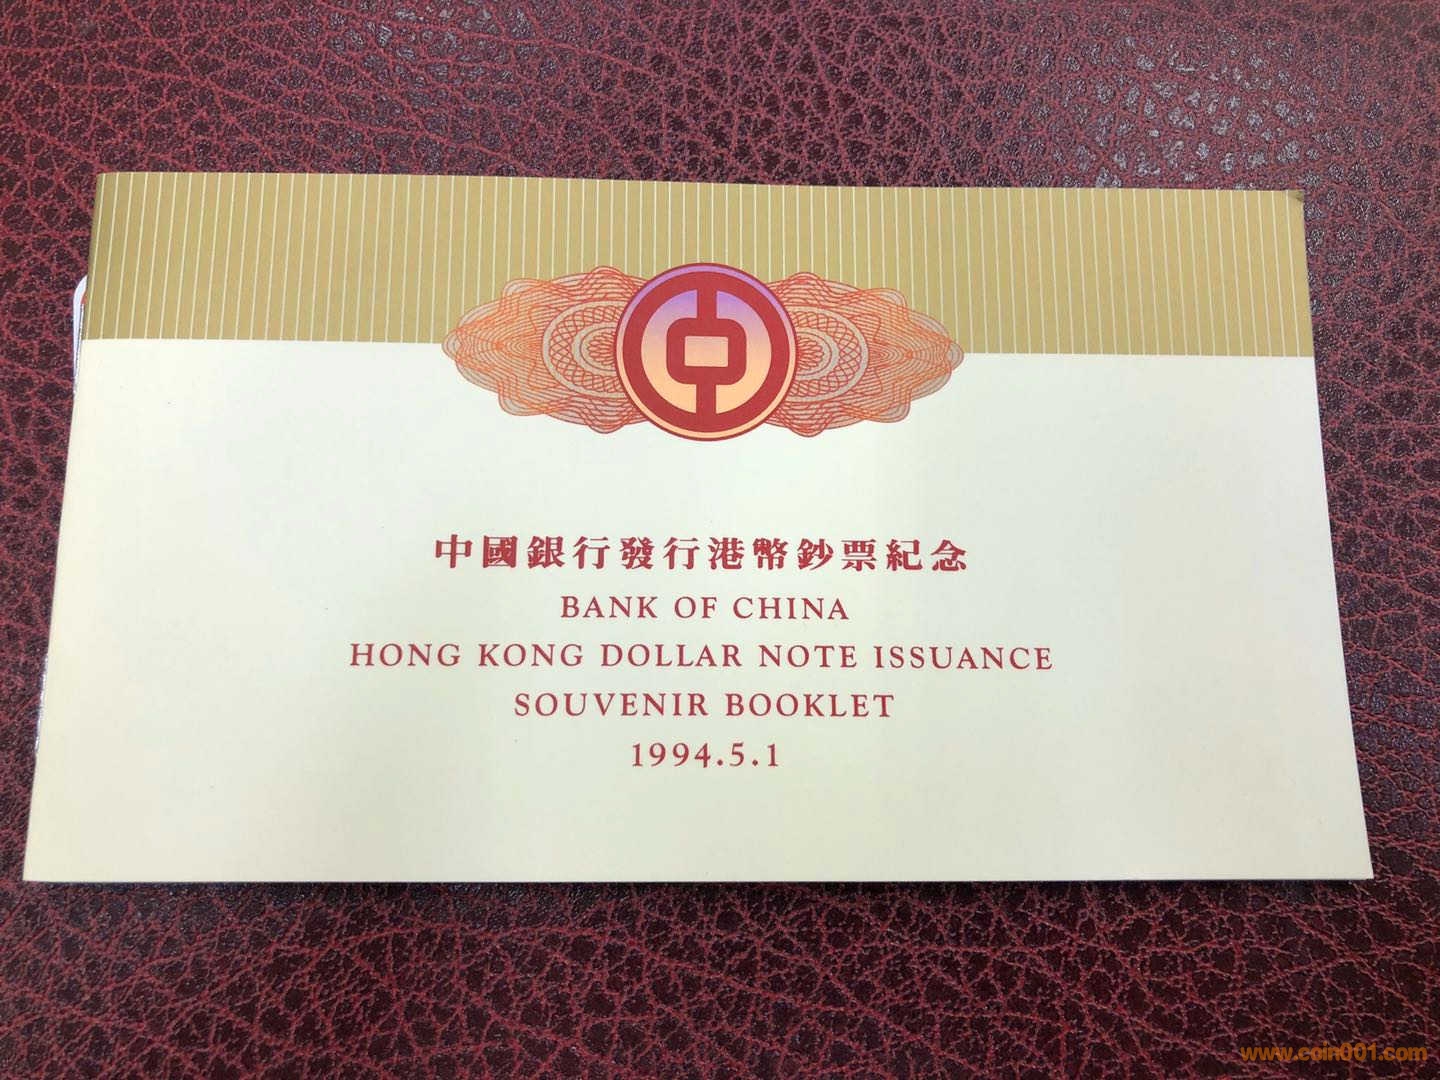 中國銀行發行港幣鈔票紀念
BANK OF CHINA
HONG KONG DOLLAR NOTE ISSUANCE
SOUVENIR BOOKLET
1994.5.1
www.coin001.com